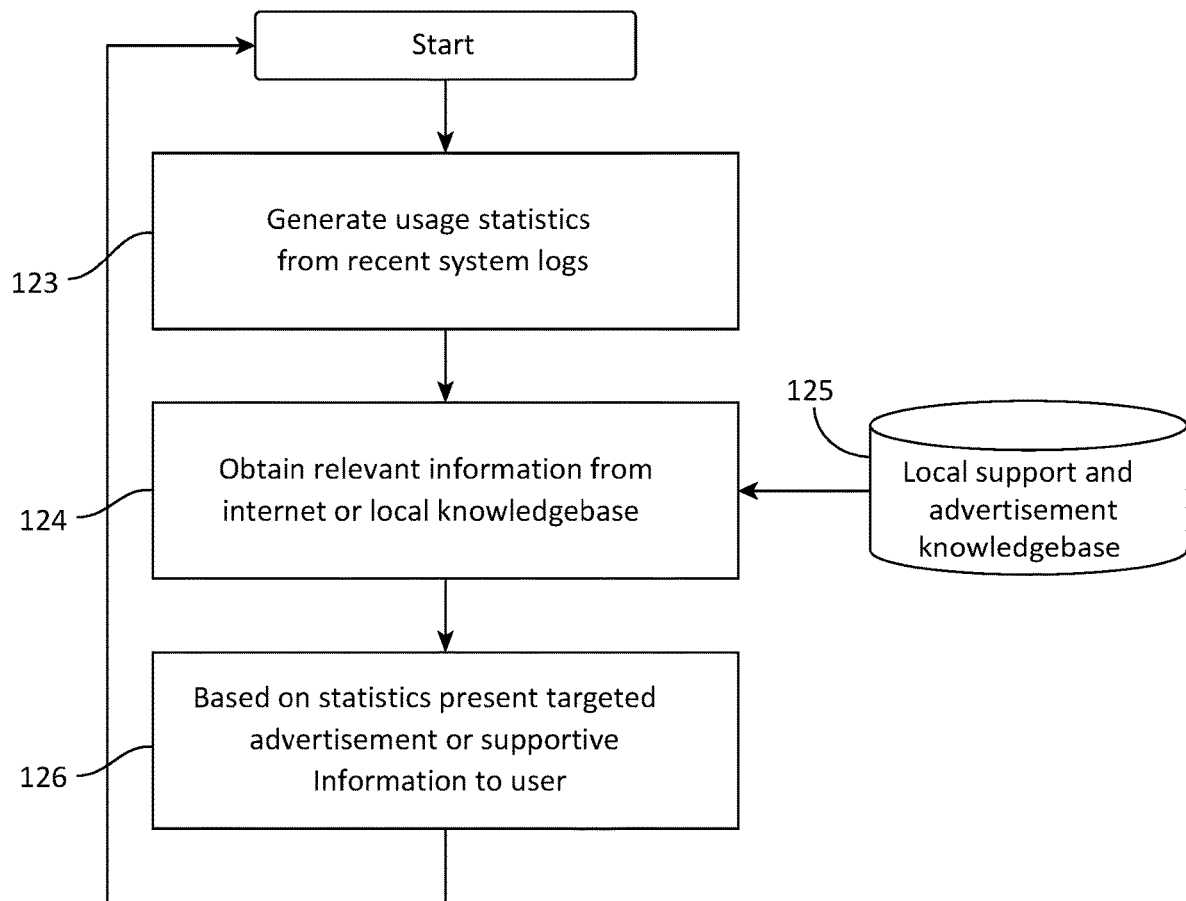 Start
Generate usage statistics
from recent system logs
123
125
Obtain relevant information from
internet or local knowledgebase
124
Local support and
advertisement
knowledgebase
Based on statistics present targeted
advertisement or supportive
Information to user
126